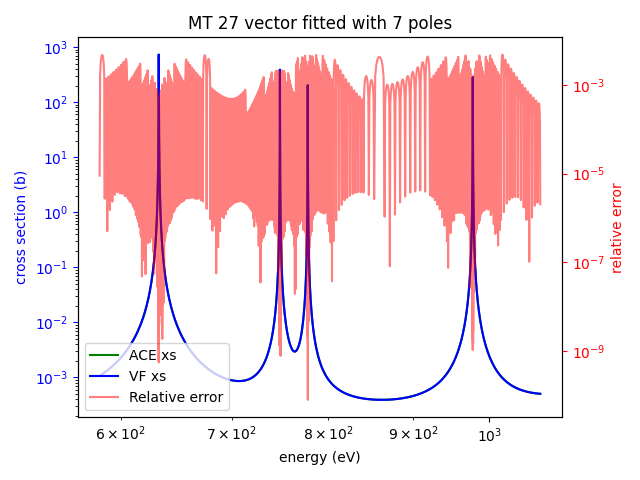 MT 27 vector fitted with 7 poles
cross section (b)
10³
10²
10¹
10⁰
10⁻¹
10⁻²
10⁻³
10⁻³
10⁻⁵
10⁻⁷
10⁻⁹
relative error
ACE xs
VF xs
Relative error
6 × 10² 7 × 10² 8 × 10² 9 × 10² 10³
energy (eV)